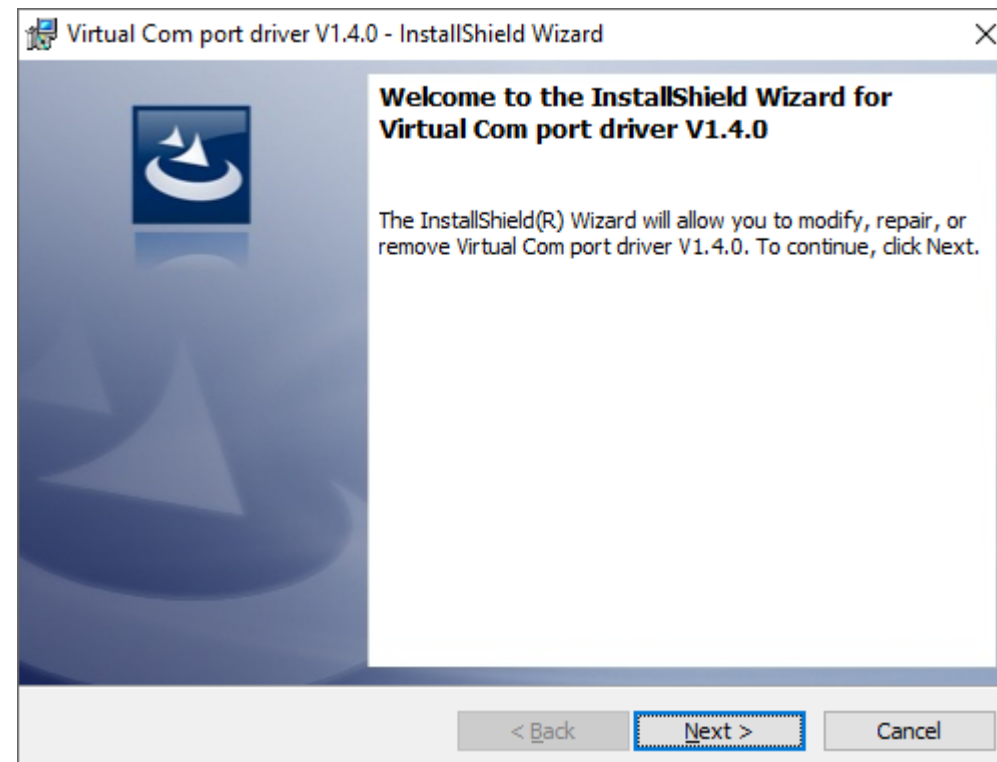 Virtual Com port driver V1.4.0 - InstallShield Wizard
Welcome to the InstallShield Wizard for
Virtual Com port driver V1.4.0
The InstallShield(R) Wizard will allow you to modify, repair, or
remove Virtual Com port driver V1.4.0. To continue, click Next.
< Back Next > Cancel